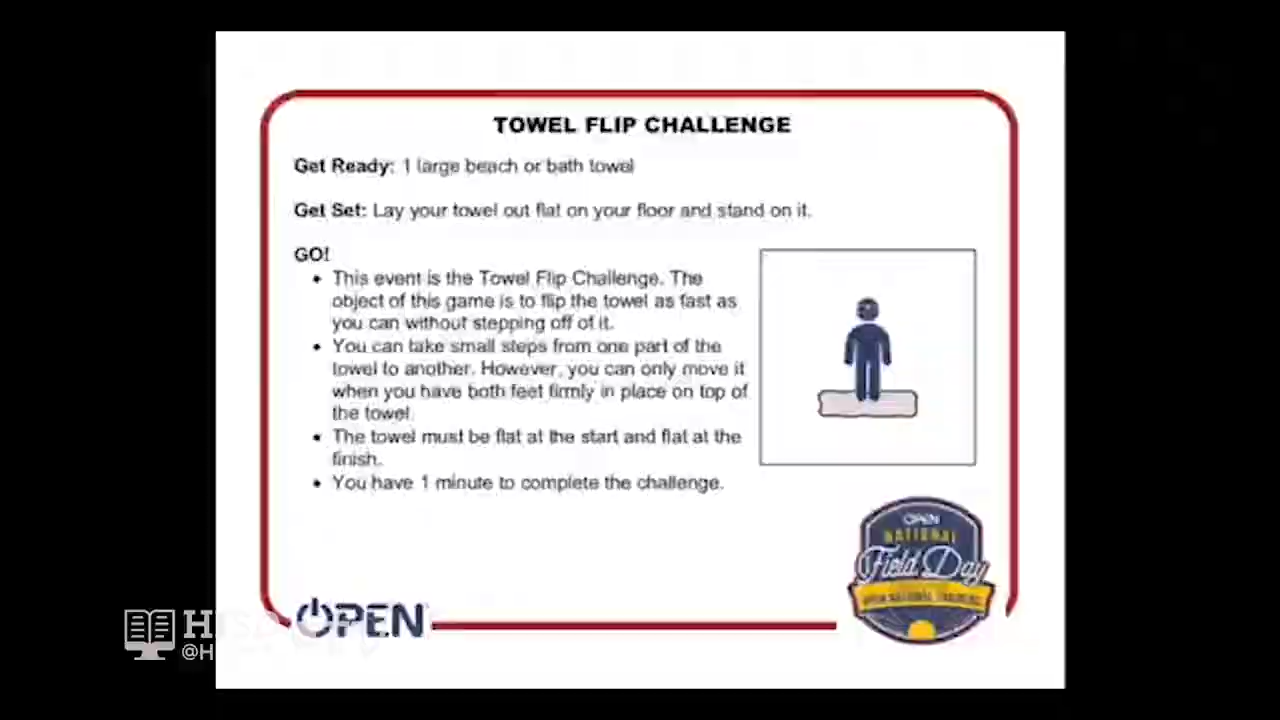 TOWEL FLIP CHALLENGE
Get Ready: 1 large beach or bath towel
Get Set: Lay your towel out flat on your floor and stand on it.
GO!
• This event is the Towel Flip Challenge. The
object of this game is to flip the towel as fast as
you can without stepping off of it.
• You can take small steps from one part of the
towel to another. However, you can only move it
when you have both feet firmly in place on top of
the towel.
• The towel must be flat at the start and flat at the
finish.
• You have 1 minute to complete the challenge.
OPEN
NATIONAL
Field Day
OPEN
HISD
@H